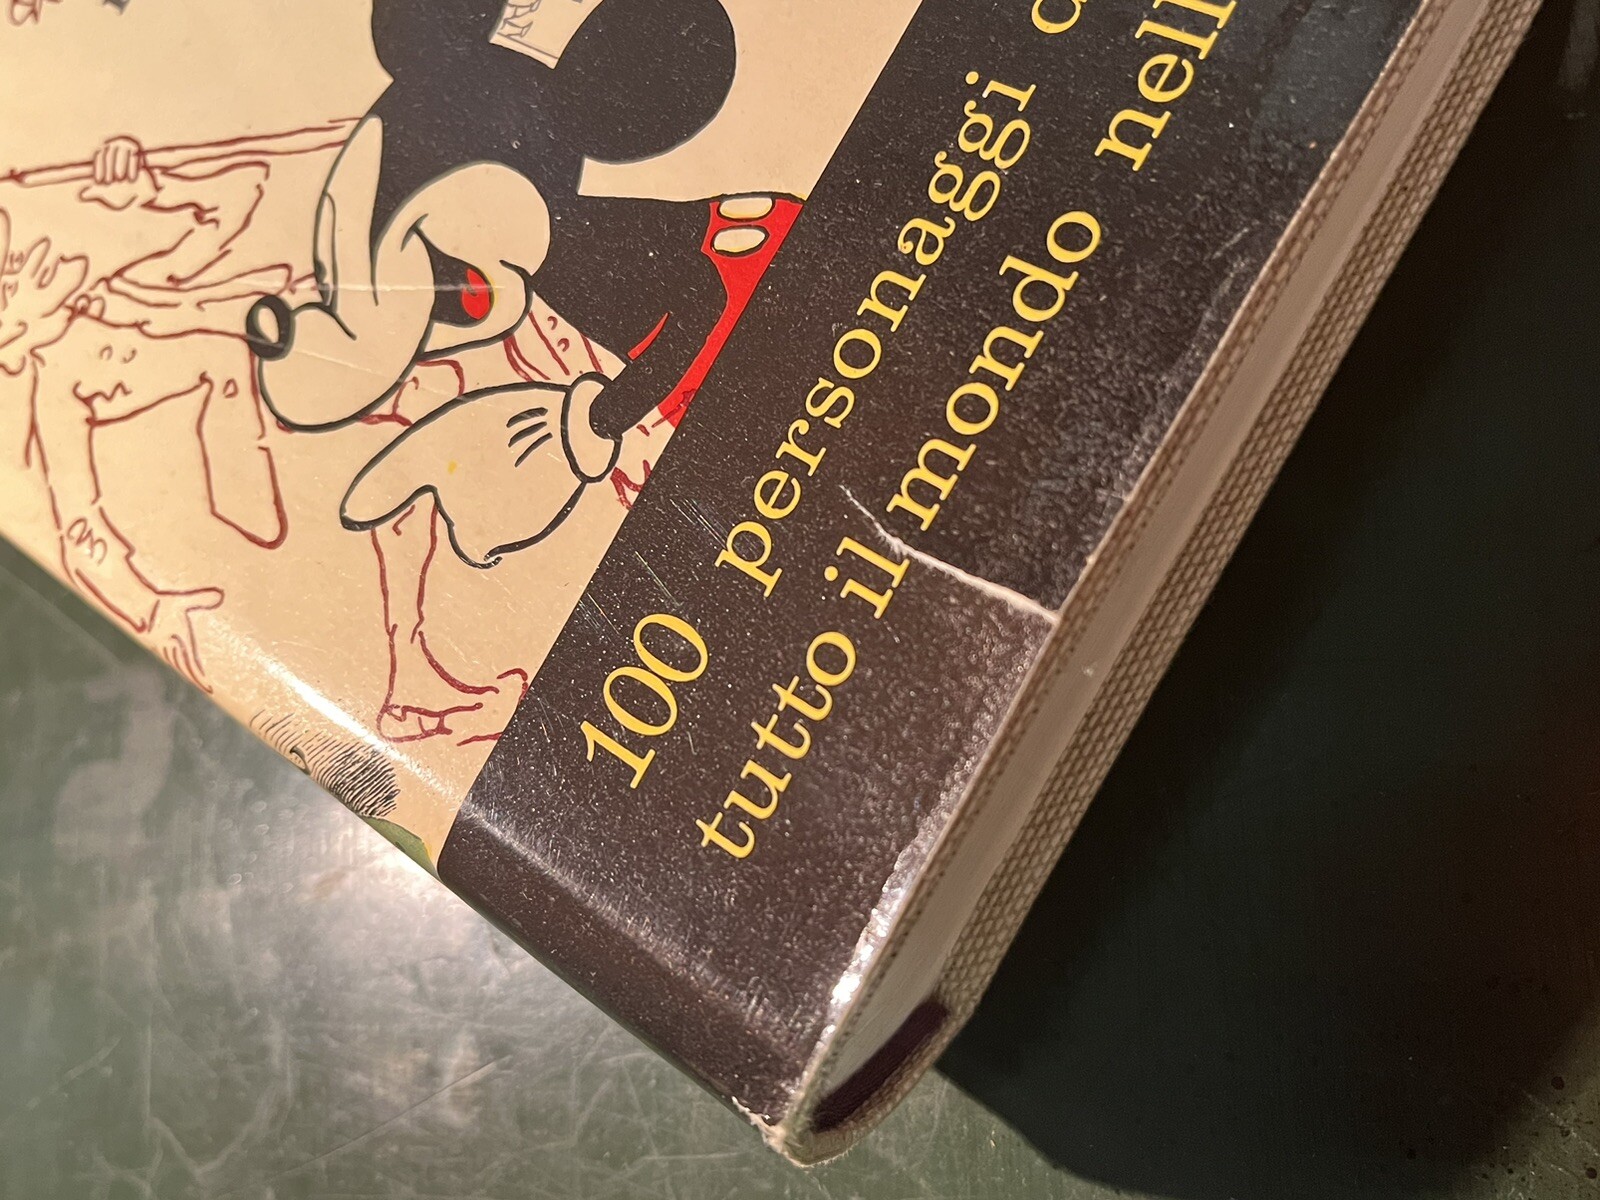 100 personaggi
tutto il mondo